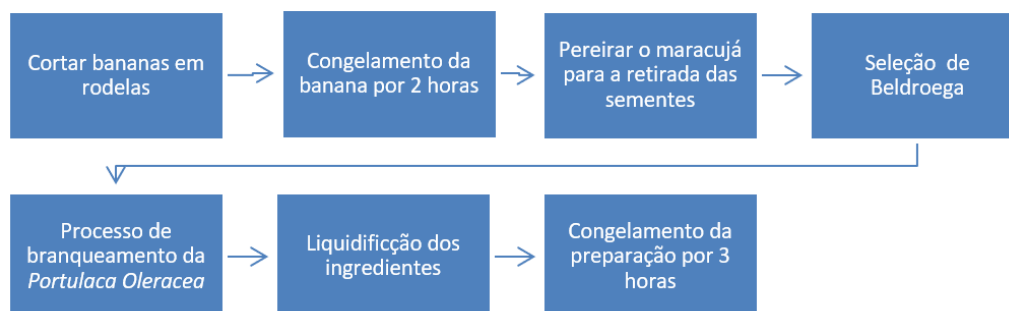 Cortar bananas em
rodelas
Congelamento da
banana por 2 horas
Pereirar o maracujá
para a retirada das
sementes
Seleção de
Beldroega
Processo de
branqueamento da
Portulaca Oleracea
Liquidificção dos
ingredientes
Congelamento da
preparação por 3
horas